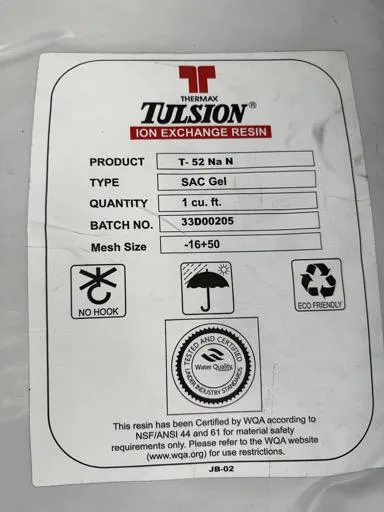 THERMAX
TULSION®
ION EXCHANGE RESIN
PRODUCT T- 52 Na N
TYPE SAC Gel
QUANTITY 1 cu. ft.
BATCH NO. 33D00205
Mesh Size -16+50
NO HOOK
ECO FRIENDLY
TESTED AND CERTIFIED
Water Quality
UNDER INDUSTRY STANDARDS
This resin has been Certified by WQA according to
NSF/ANSI 44 and 61 for material safety
requirements only. Please refer to the WQA website
(www.wqa.org) for use restrictions.
JB-02